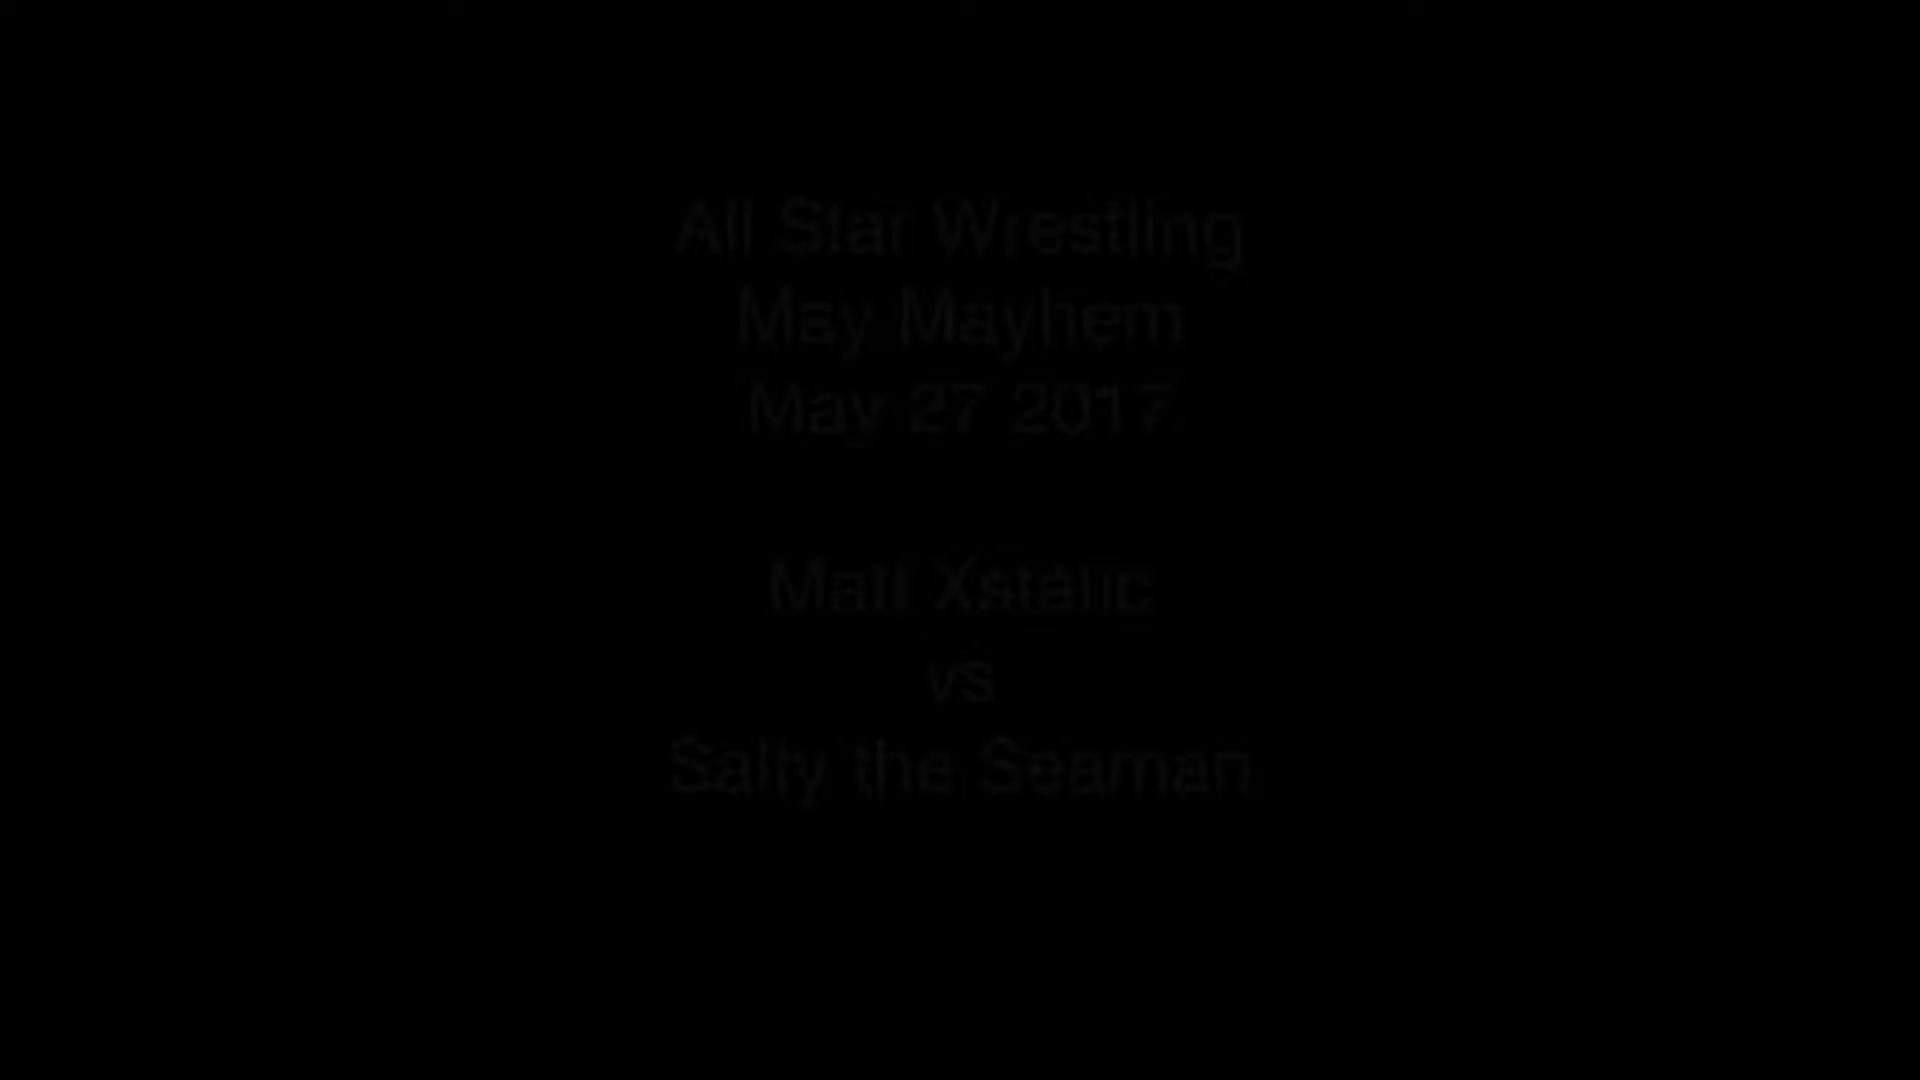 All Star Wrestling
May Mayhem
May 27 2017
Matt Xstatic
vs
Salty the Seaman